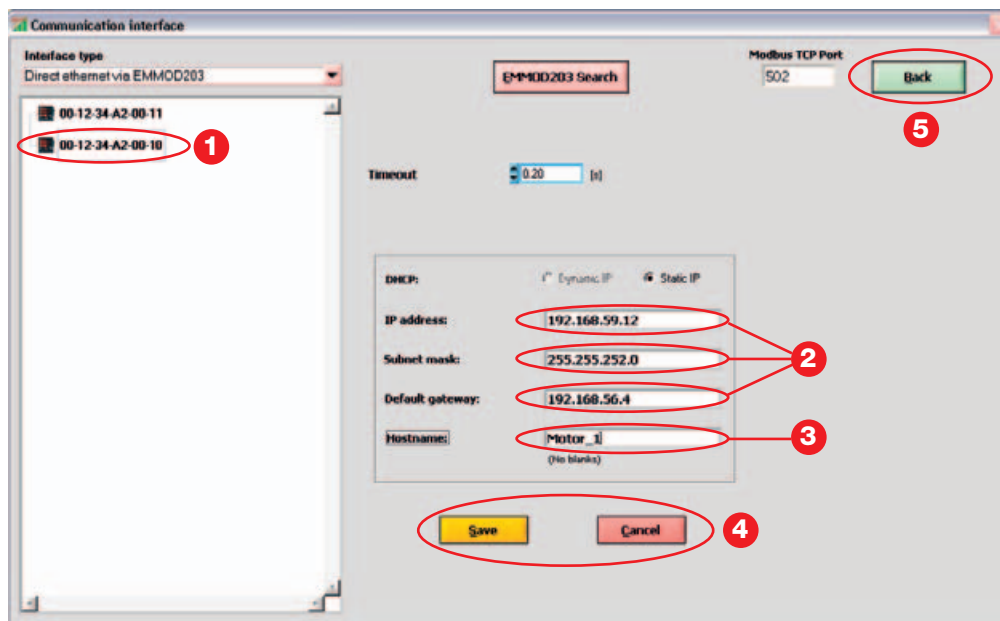 Communication interface
Interface type
Direct ethernet via EMMOD203
EMMOD203 Search
Modbus TCP Port
502
Back
5
00-12-34-A2-00-11
00-12-34-A2-00-10
1
Timeout
0.20
[s]
DHCP:
Dynamic IP
Static IP
IP address:
192.168.59.12
Subnet mask:
255.255.252.0
2
Default gateway:
192.168.56.4
Hostname:
Motor_1
3
(No blanks)
Save
Cancel
4